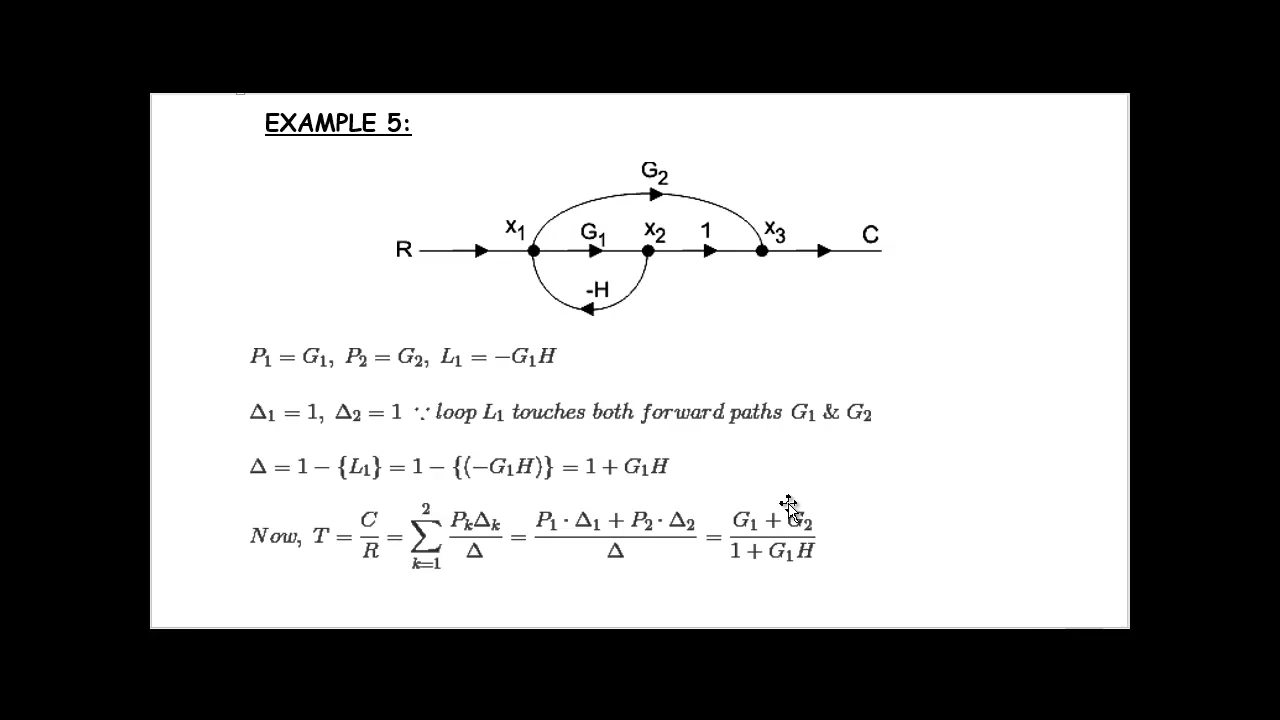 EXAMPLE 5:
G₂
x₁ G₁ x₂ 1 x₃ C
R
-H
P₁ = G₁, P₂ = G₂, L₁ = −G₁H
Δ₁ = 1, Δ₂ = 1 ∵ loop L₁ touches both forward paths G₁ & G₂
Δ = 1 − {L₁} = 1 − {(−G₁H)} = 1 + G₁H
Now, T = C/R = ∑_{k=1}^{2} P_kΔ_k/Δ = (P₁ · Δ₁ + P₂ · Δ₂)/Δ = (G₁ + G₂)/(1 + G₁H)